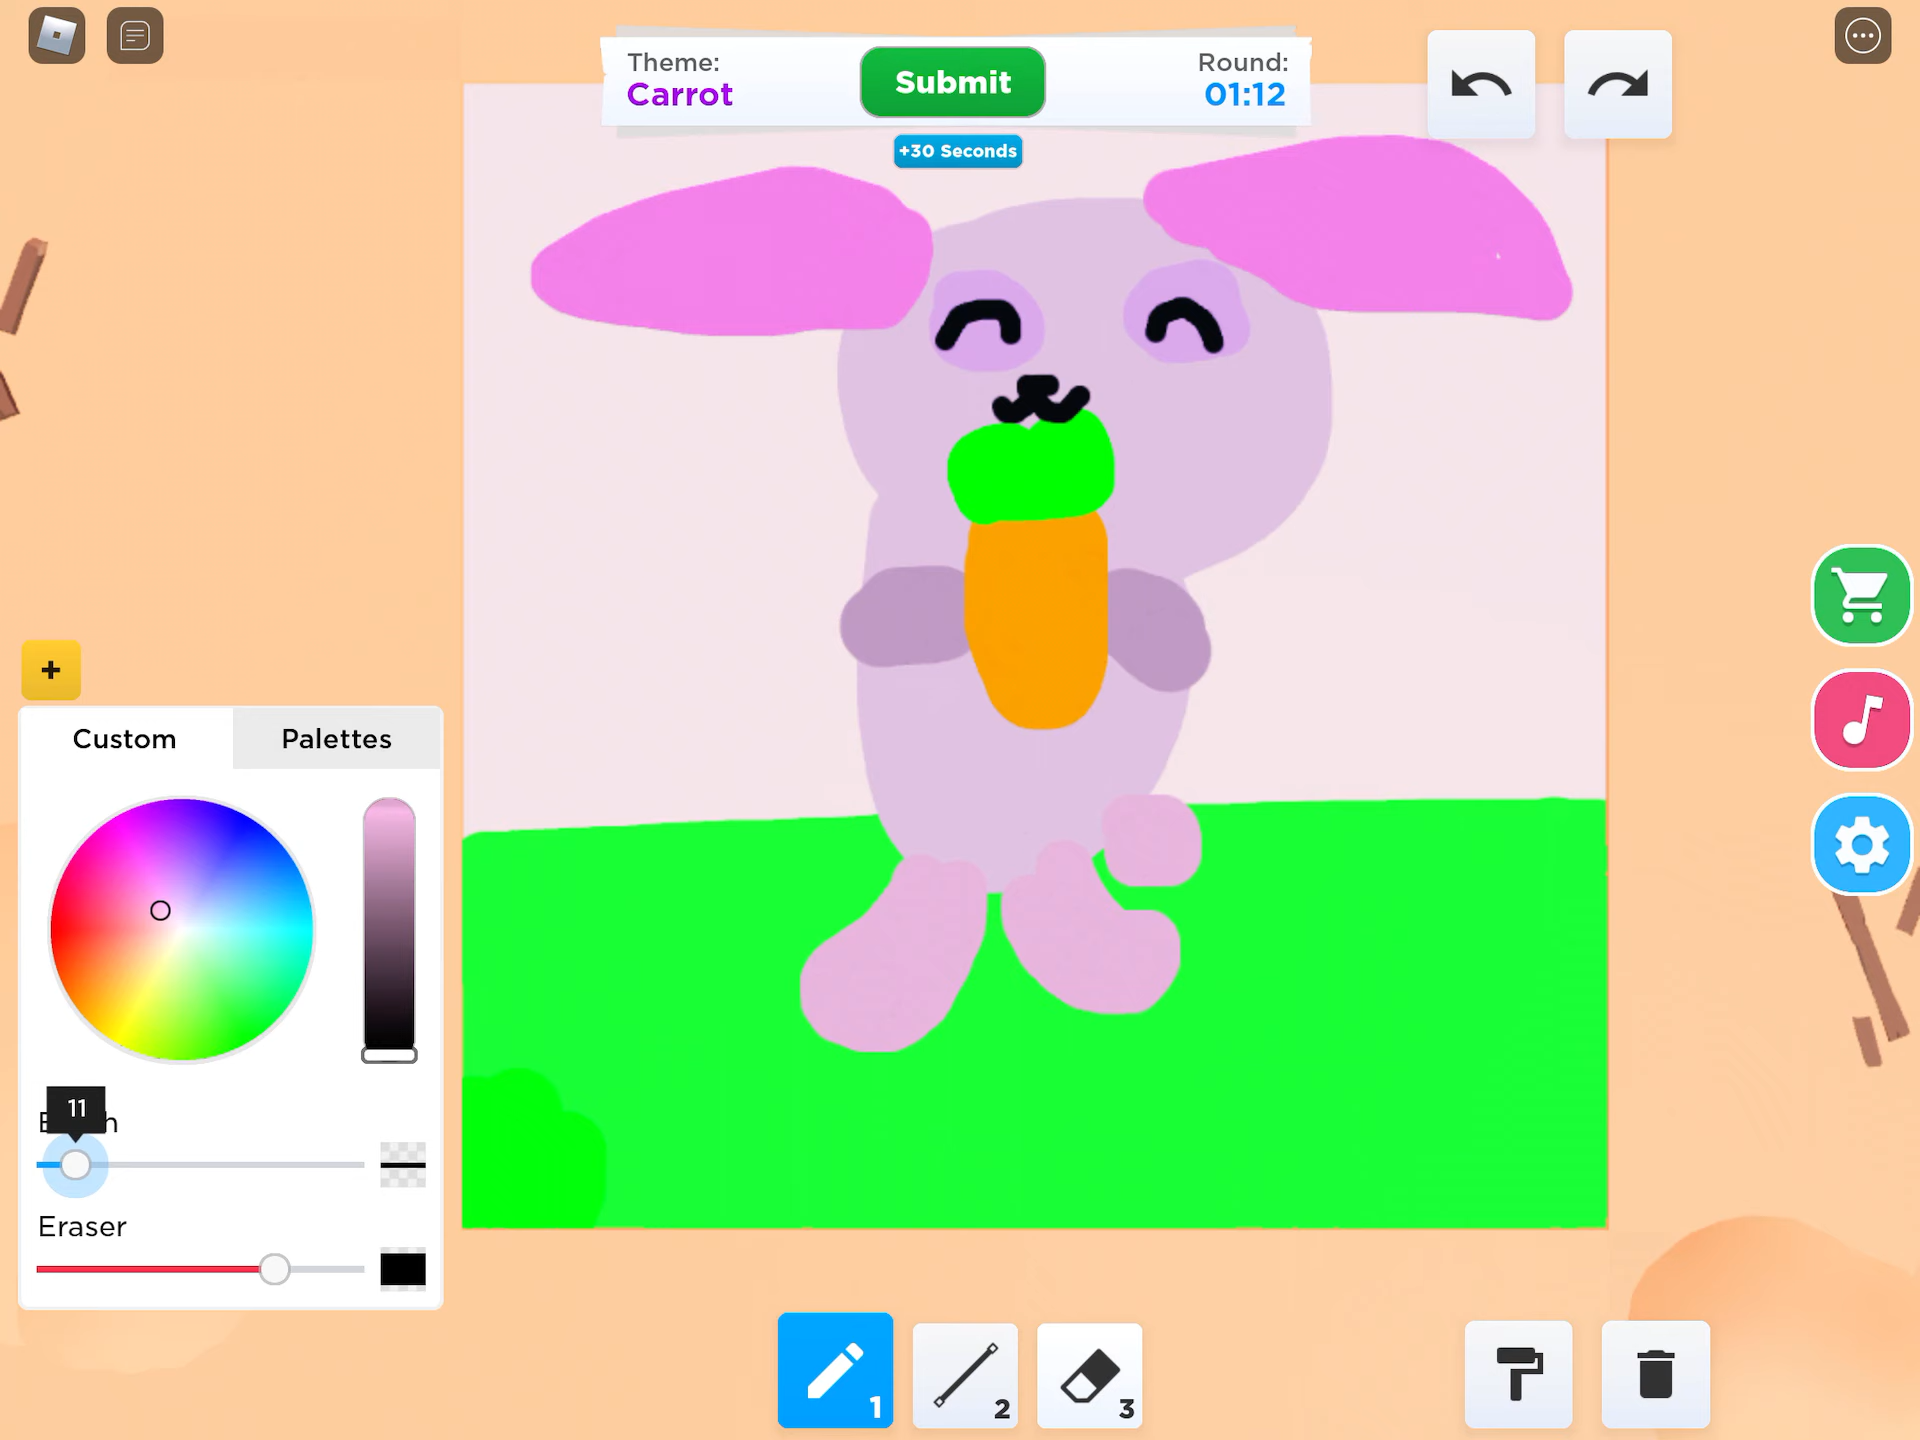 Theme:
Carrot
Submit
Round:
01:12
+30 Seconds
+
Custom
Palettes
11
Eraser
1
2
3